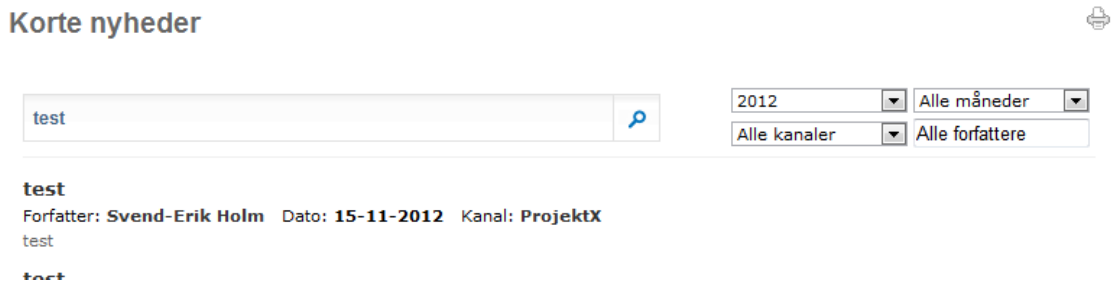 Korte nyheder
test
2012 Alle måneder
Alle kanaler Alle forfattere
test
Forfatter: Svend-Erik Holm Dato: 15-11-2012 Kanal: ProjektX
test
test